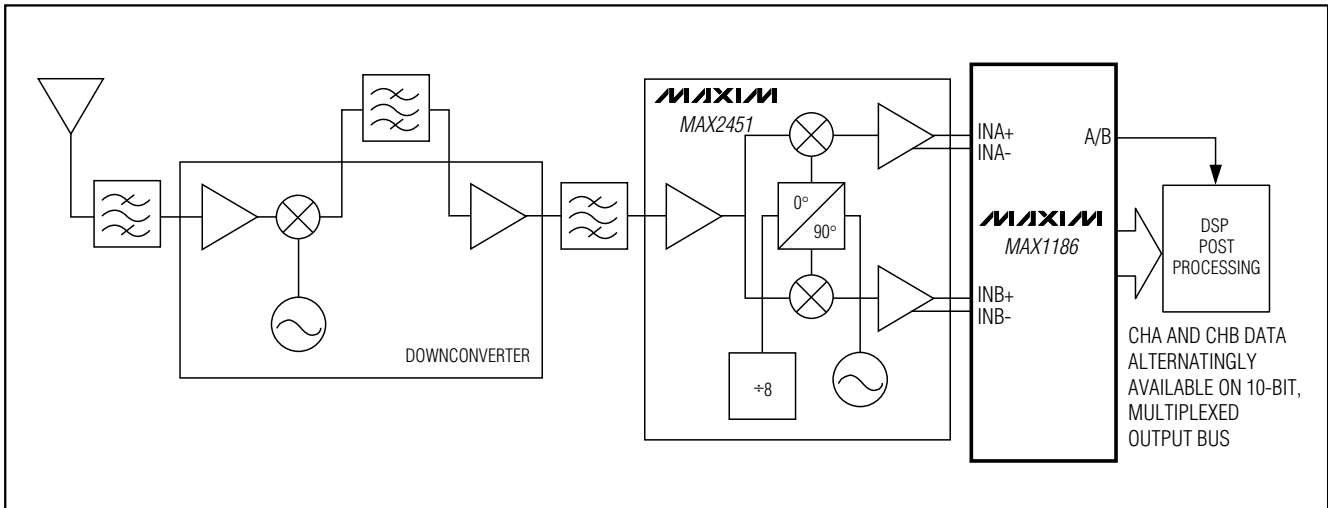 MAXIM
MAX2451
0°
90°
÷8
DOWNCONVERTER
INA+
INA-
INB+
INB-
A/B
MAXIM
MAX1186
DSP
POST
PROCESSING
CHA AND CHB DATA
ALTERNATINGLY
AVAILABLE ON 10-BIT,
MULTIPLEXED
OUTPUT BUS